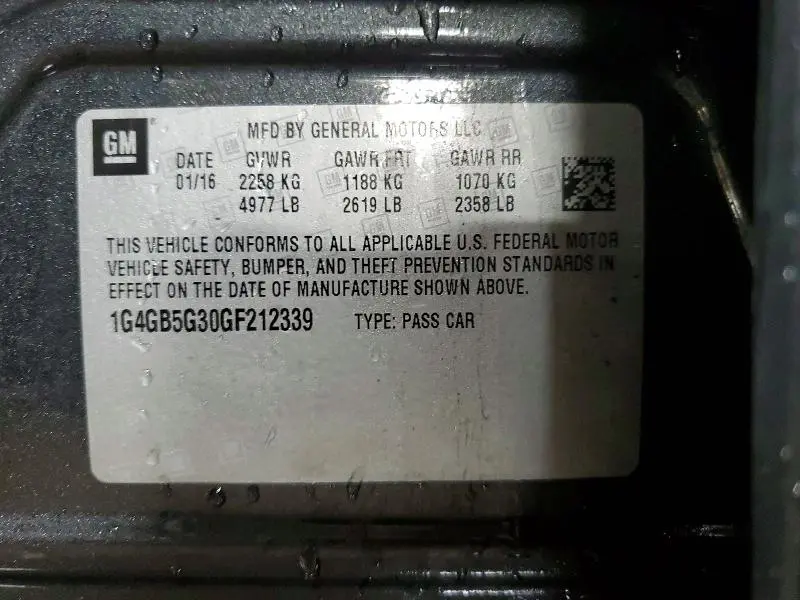 GM
MFD BY GENERAL MOTORS LLC
DATE GVWR GAWR FRT GAWR RR
01/16 2258 KG 1188 KG 1070 KG
4977 LB 2619 LB 2358 LB
THIS VEHICLE CONFORMS TO ALL APPLICABLE U.S. FEDERAL MOTOR
VEHICLE SAFETY, BUMPER, AND THEFT PREVENTION STANDARDS IN
EFFECT ON THE DATE OF MANUFACTURE SHOWN ABOVE.
1G4GB5G30GF212339 TYPE: PASS CAR